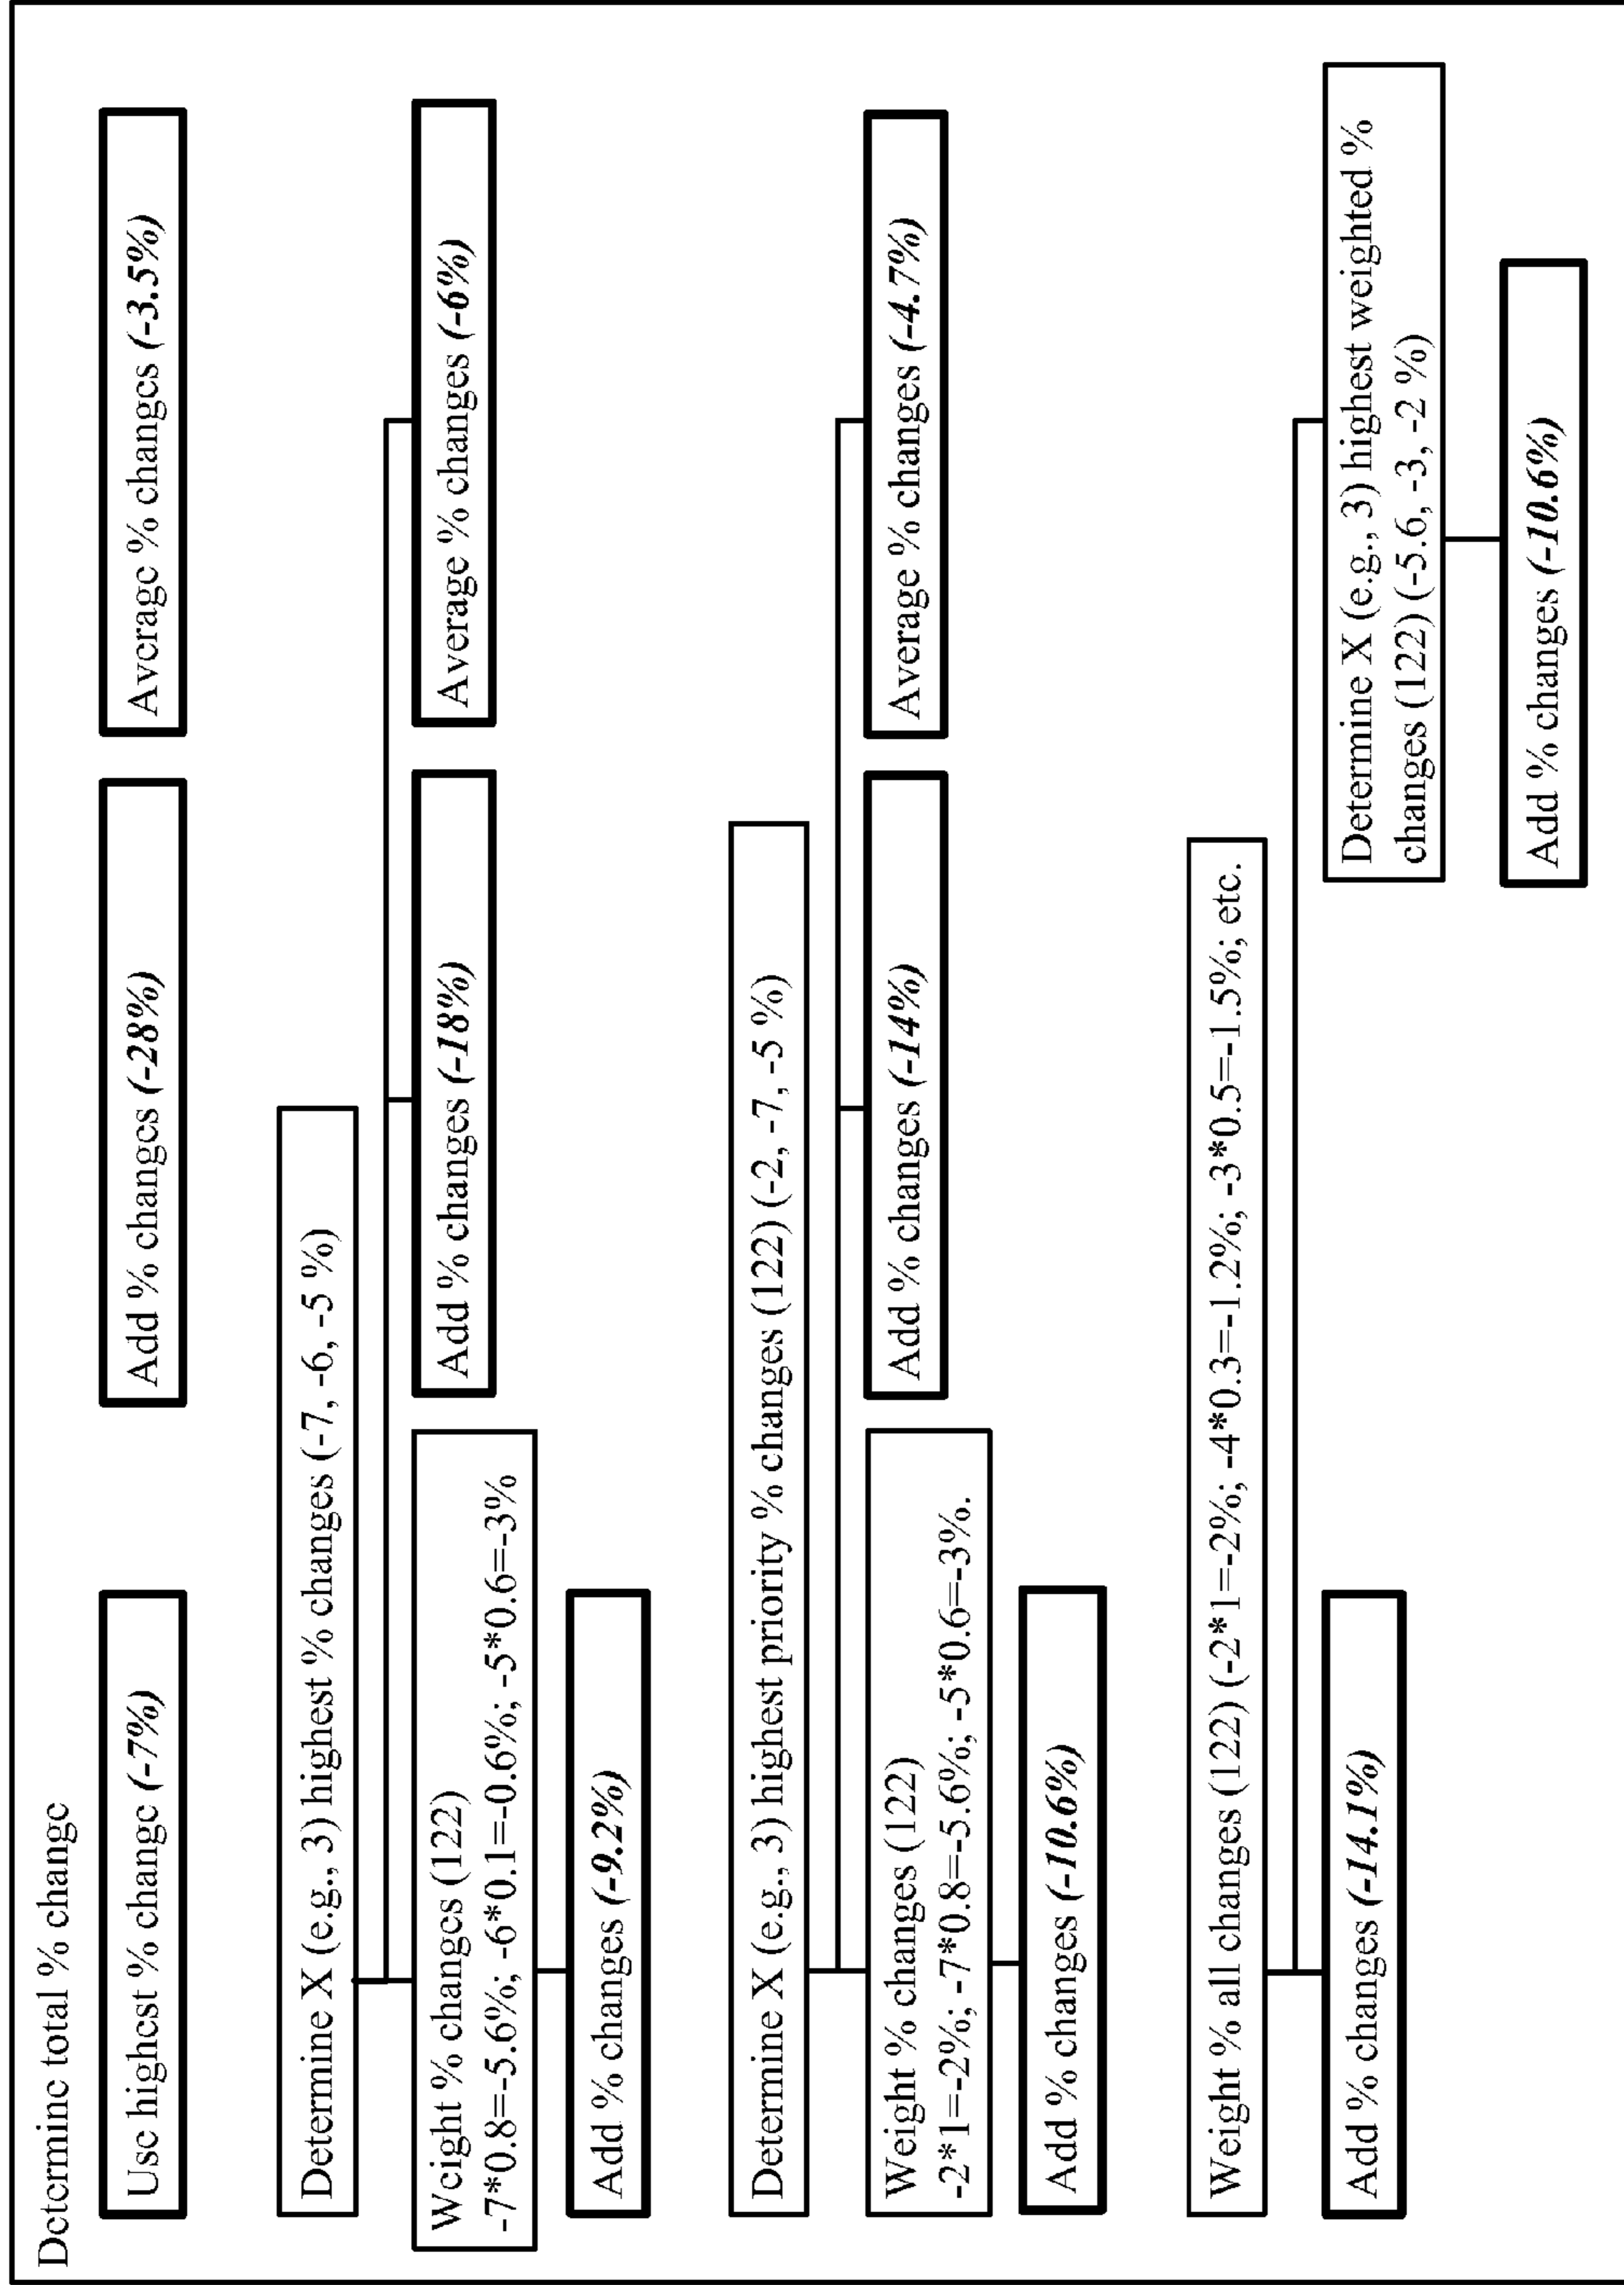 Determine total % change
Use highest % change (-7%)
Add % changes (-28%)
Average % changes (-3.5%)
Determine X (e.g., 3) highest % changes (-7, -6, -5 %)
Weight % changes (122)
-7*0.8=-5.6%; -6*0.1=-0.6%; -5*0.6=-3%
Add % changes (-9.2%)
Add % changes (-18%)
Average % changes (-6%)
Determine X (e.g., 3) highest priority % changes (122) (-2, -7, -5 %)
Weight % changes (122)
-2*1=-2%; -7*0.8=-5.6%; -5*0.6=-3%.
Add % changes (-10.6%)
Add % changes (-14%)
Average % changes (-4.7%)
Weight % all changes (122) (-2*1=-2%; -4*0.3=-1.2%; -3*0.5=-1.5%; etc.
Add % changes (-14.1%)
Determine X (e.g., 3) highest weighted %
changes (122) (-5.6, -3, -2 %)
Add % changes (-10.6%)